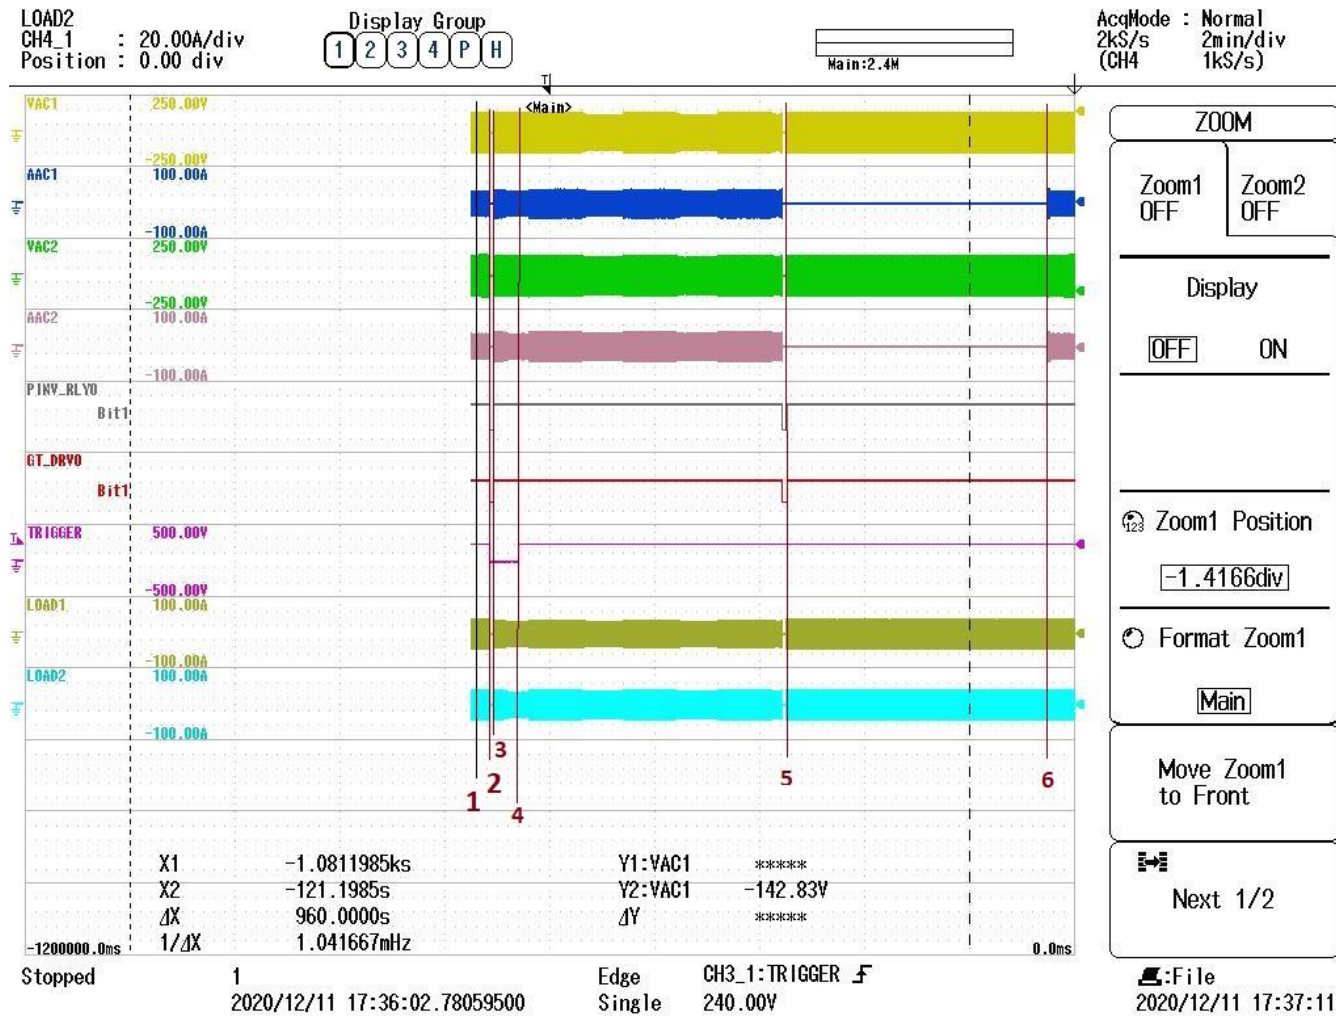 LOAD2
CH4_1 : 20.00A/div
Position : 0.00 div
Display Group
1 2 3 4 P H
Main:2.4M
AcqMode : Normal
2kS/s 2min/div
(CH4 1kS/s)
T
<Main>
VAC1 250.00V
-250.00V
AAC1 100.00A
-100.00A
VAC2 250.00V
-250.00V
AAC2 100.00A
-100.00A
PINV_RLYO
Bit1
GT_DRVO
Bit1
TRIGGER 500.00V
-500.00V
LOAD1 100.00A
-100.00A
LOAD2 100.00A
-100.00A
1
2
3
4
5
6
X1 -1.0811985ks Y1:VAC1 *****
X2 -121.1985s Y2:VAC1 -142.83V
ΔX 960.0000s ΔY *****
1/ΔX 1.041667mHz
-1200000.0ms 0.0ms
Stopped 1 Edge CH3_1:TRIGGER
2020/12/11 17:36:02.78059500 Single 240.00V
ZOOM
Zoom1 OFF
Zoom2 OFF
Display
OFF ON
123 Zoom1 Position
-1.4166div
Format Zoom1
Main
Move Zoom1
to Front
Next 1/2
:File
2020/12/11 17:37:11